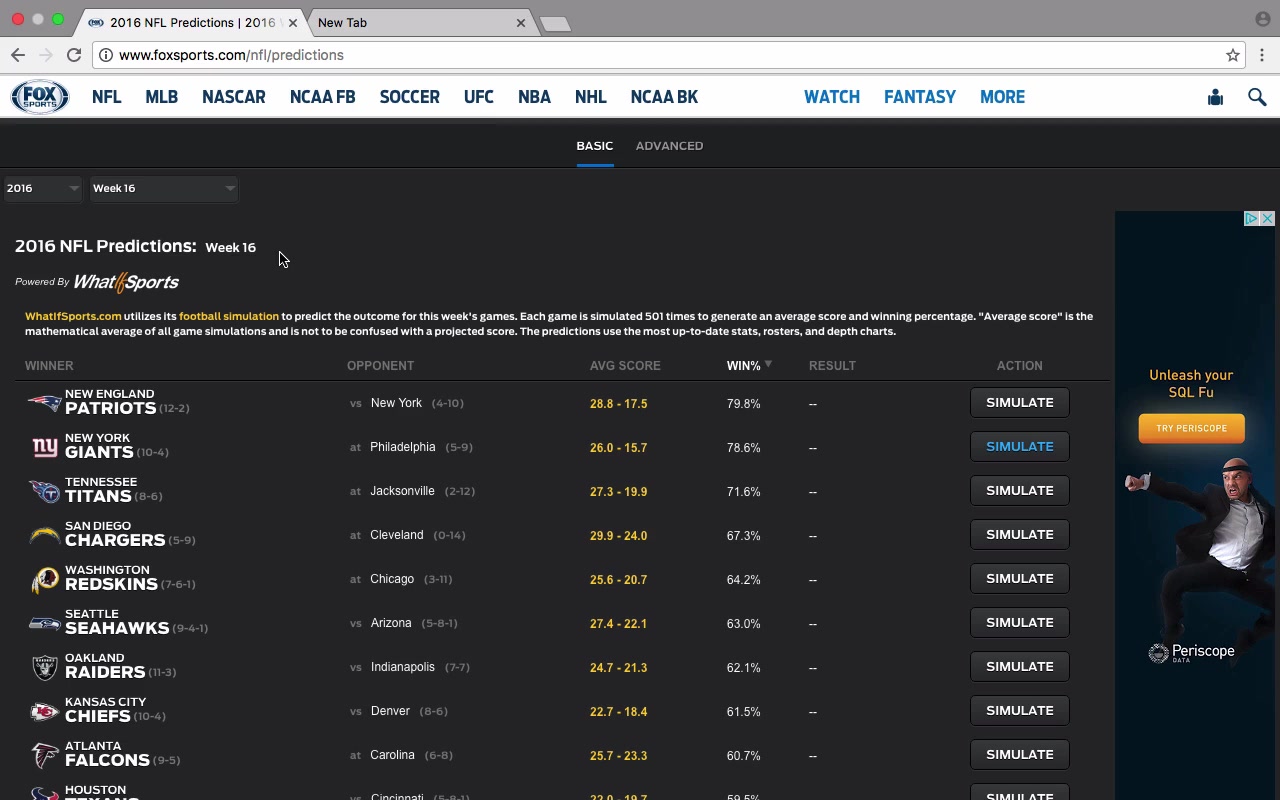 2016 NFL Predictions | 2016
New Tab
www.foxsports.com/nfl/predictions
FOX SPORTS
NFL MLB NASCAR NCAA FB SOCCER UFC NBA NHL NCAA BK WATCH FANTASY MORE
BASIC ADVANCED
2016 Week 16
2016 NFL Predictions: Week 16
Powered By WhatIfSports
WhatIfSports.com utilizes its football simulation to predict the outcome for this week's games. Each game is simulated 501 times to generate an average score and winning percentage. "Average score" is the
mathematical average of all game simulations and is not to be confused with a projected score. The predictions use the most up-to-date stats, rosters, and depth charts.
WINNER OPPONENT AVG SCORE WIN% RESULT ACTION
NEW ENGLAND
PATRIOTS (12-2) vs New York (4-10) 28.8 - 17.5 79.8% -- SIMULATE
NEW YORK
ny GIANTS (10-4) at Philadelphia (5-9) 26.0 - 15.7 78.6% -- SIMULATE
TENNESSEE
TITANS (8-6) at Jacksonville (2-12) 27.3 - 19.9 71.6% -- SIMULATE
SAN DIEGO
CHARGERS (5-9) at Cleveland (0-14) 29.9 - 24.0 67.3% -- SIMULATE
WASHINGTON
REDSKINS (7-6-1) at Chicago (3-11) 25.6 - 20.7 64.2% -- SIMULATE
SEATTLE
SEAHAWKS (9-4-1) vs Arizona (5-8-1) 27.4 - 22.1 63.0% -- SIMULATE
OAKLAND
RAIDERS (11-3) vs Indianapolis (7-7) 24.7 - 21.3 62.1% -- SIMULATE
KANSAS CITY
CHIEFS (10-4) vs Denver (8-6) 22.7 - 18.4 61.5% -- SIMULATE
ATLANTA
FALCONS (9-5) at Carolina (6-8) 25.7 - 23.3 60.7% -- SIMULATE
HOUSTON
TEXANS vs Cincinnati (5-8-1) 22.0 - 19.7 59.5% -- SIMULATE
Unleash your
SQL Fu
TRY PERISCOPE
Periscope
DATA